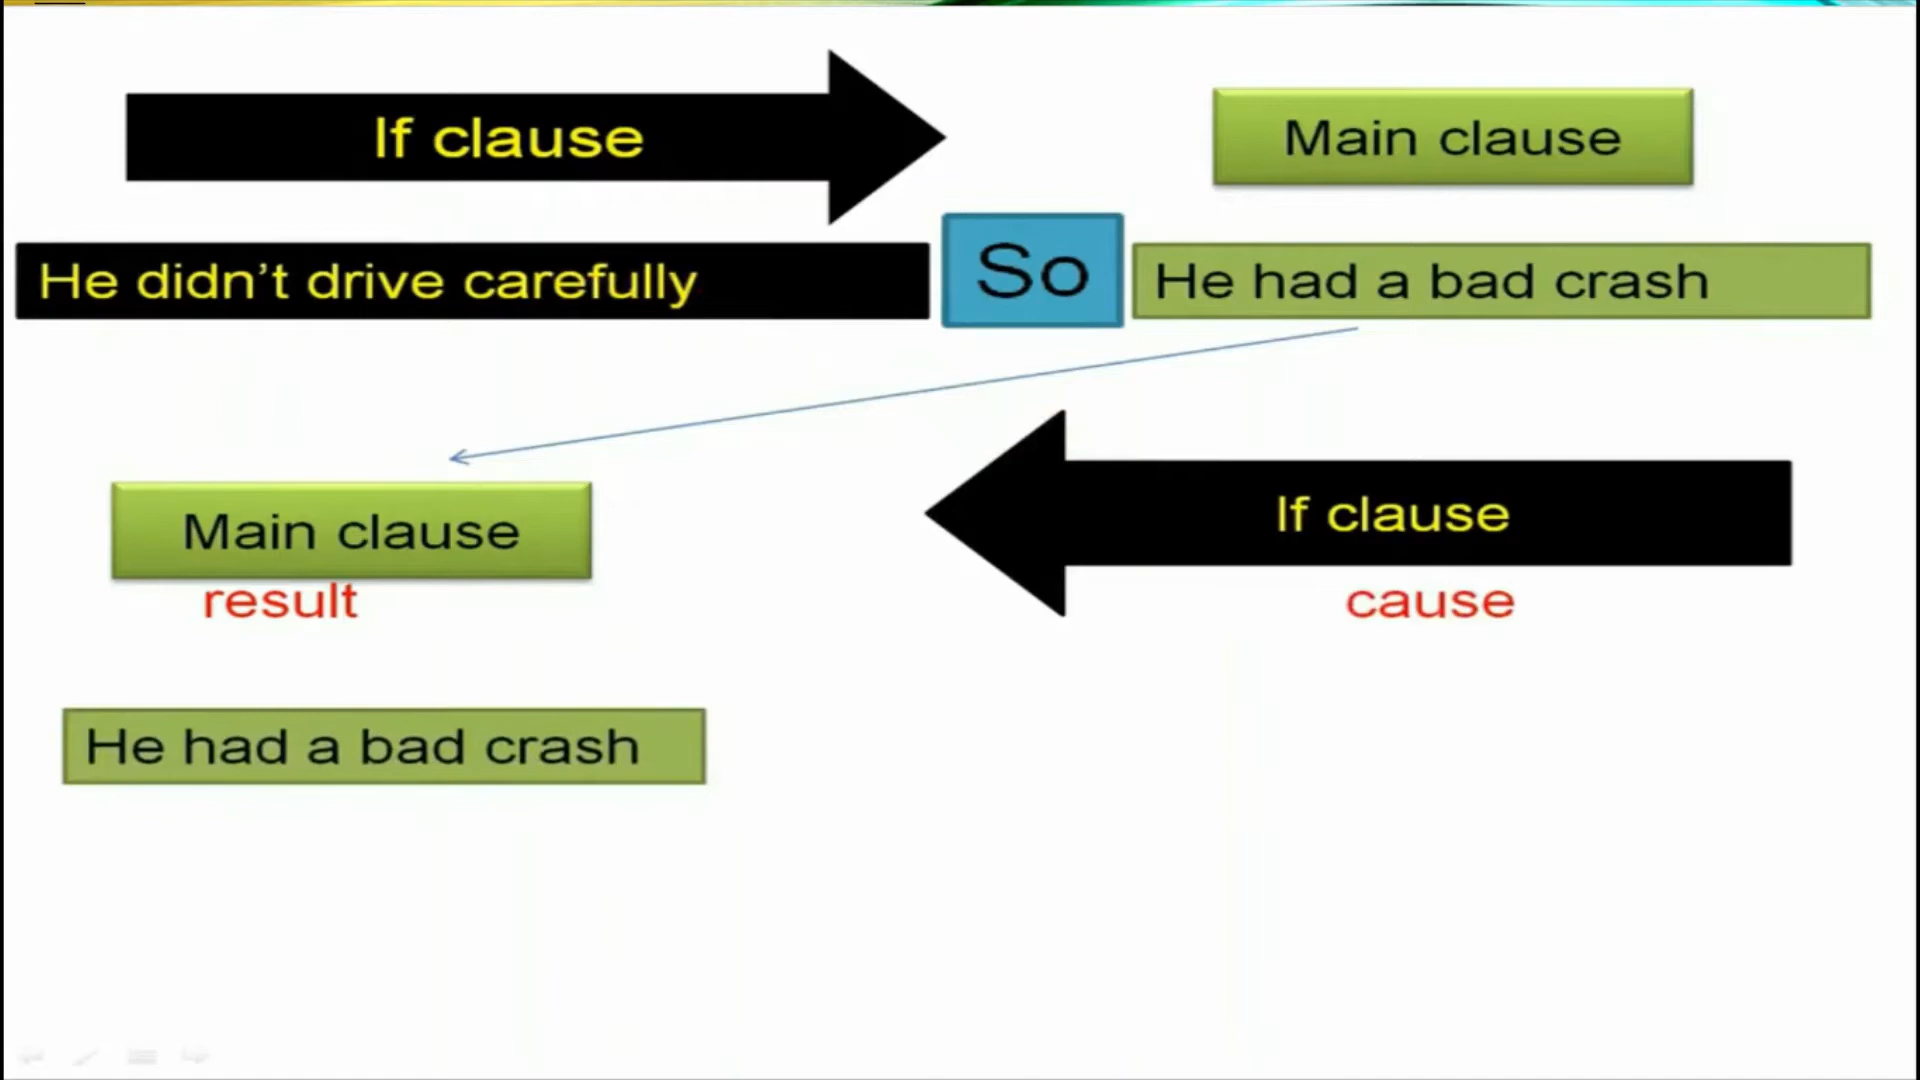 If clause
Main clause
He didn't drive carefully
So
He had a bad crash
Main clause
If clause
result
cause
He had a bad crash